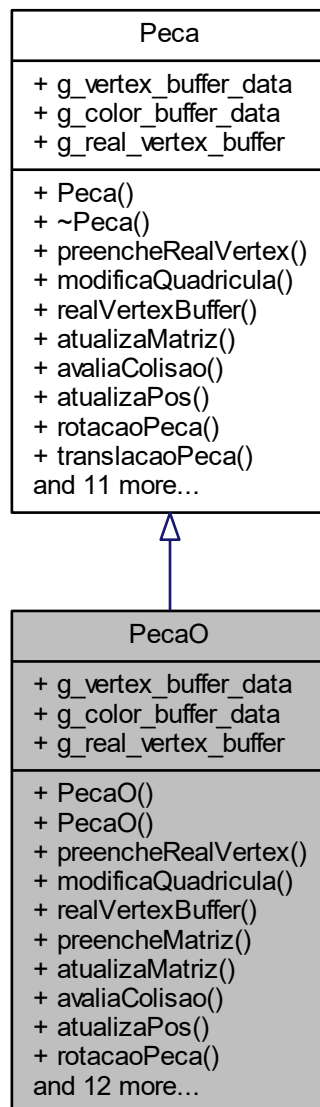 Peca
+ g_vertex_buffer_data
+ g_color_buffer_data
+ g_real_vertex_buffer
+ Peca()
+ ~Peca()
+ preencheRealVertex()
+ modificaQuadricula()
+ realVertexBuffer()
+ atualizaMatriz()
+ avaliaColisao()
+ atualizaPos()
+ rotacaoPeca()
+ translacaoPeca()
and 11 more...
PecaO
+ g_vertex_buffer_data
+ g_color_buffer_data
+ g_real_vertex_buffer
+ PecaO()
+ PecaO()
+ preencheRealVertex()
+ modificaQuadricula()
+ realVertexBuffer()
+ preencheMatriz()
+ atualizaMatriz()
+ avaliaColisao()
+ atualizaPos()
+ rotacaoPeca()
and 12 more...